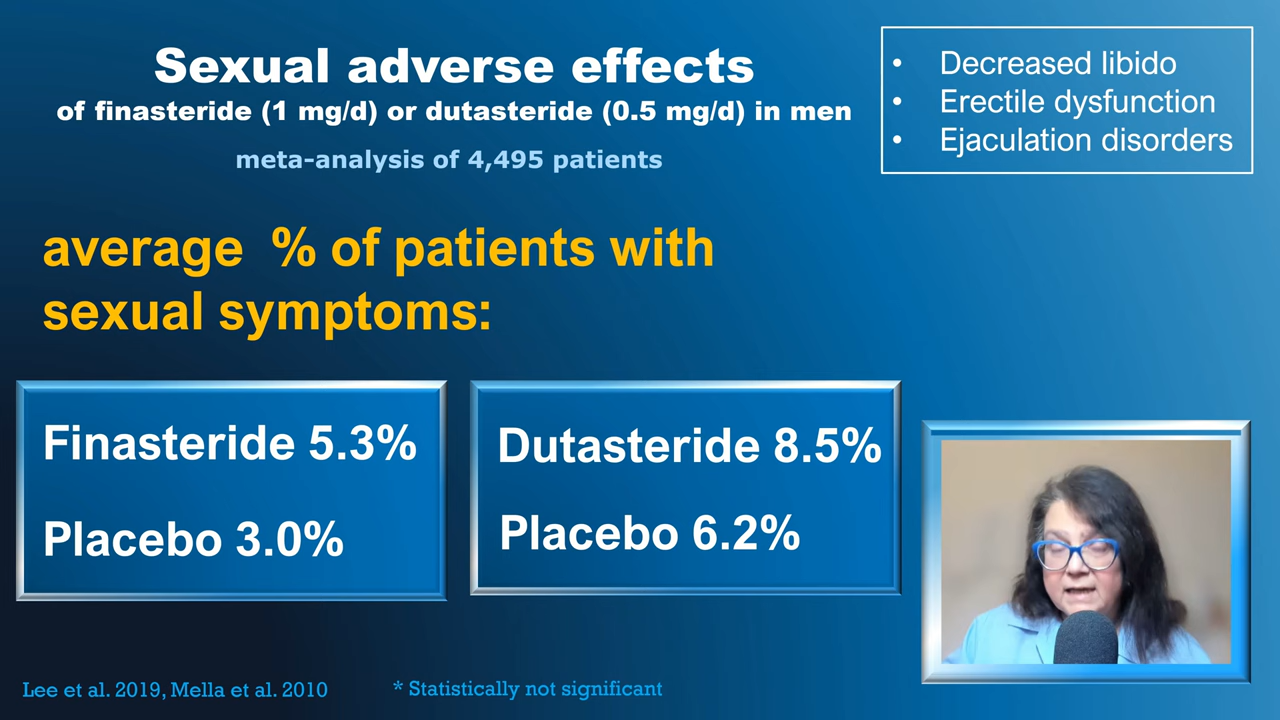 Sexual adverse effects
of finasteride (1 mg/d) or dutasteride (0.5 mg/d) in men
meta-analysis of 4,495 patients
• Decreased libido
• Erectile dysfunction
• Ejaculation disorders
average % of patients with
sexual symptoms:
Finasteride 5.3%
Placebo 3.0%
Dutasteride 8.5%
Placebo 6.2%
Lee et al. 2019, Mella et al. 2010
* Statistically not significant